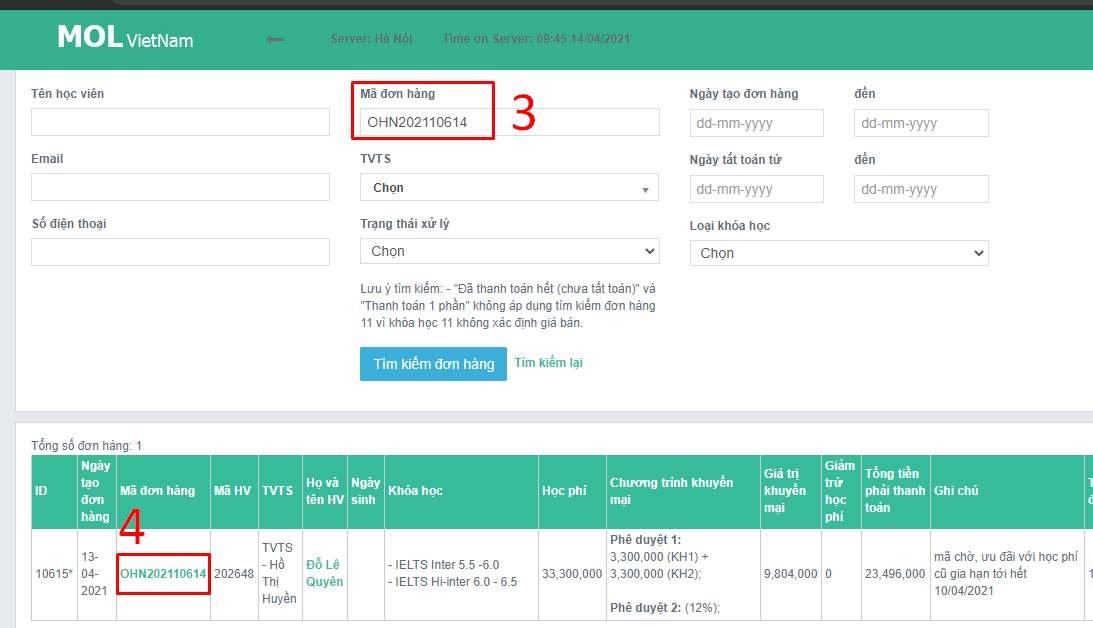 MOL VietNam
Server: Hà Nội
Time on Server: 09:45 14/04/2021
Tên học viên
Mã đơn hàng
Ngày tạo đơn hàng
đến
OHN202110614
3
dd-mm-yyyy
dd-mm-yyyy
Email
TVTS
Ngày tất toán từ
đến
Chọn
dd-mm-yyyy
dd-mm-yyyy
Số điện thoại
Trạng thái xử lý
Loại khóa học
Chọn
Chọn
Lưu ý tìm kiếm: - "Đã thanh toán hết (chưa tất toán)" và
"Thanh toán 1 phần" không áp dụng tìm kiếm đơn hàng
11 vì khóa học 11 không xác định giá bán.
Tìm kiếm đơn hàng
Tìm kiếm lại
Tổng số đơn hàng: 1
ID
Ngày
tạo
đơn
hàng
Mã đơn hàng
Mã HV
TVTS
Họ và
tên HV
Ngày
sinh
Khóa học
Học phí
Chương trình khuyến
mại
Giá trị
khuyến
mại
Giảm
trừ
học
phí
Tổng tiền
phải thanh
toán
Ghi chú
4
10615*
13-
04-
2021
OHN202110614
202648
TVTS
- Hồ
Thị
Huyền
Đỗ Lê
Quyên
- IELTS Inter 5.5 -6.0
- IELTS Hi-inter 6.0 - 6.5
33,300,000
Phê duyệt 1:
3,300,000 (KH1) +
3,300,000 (KH2);
Phê duyệt 2: (12%);
9,804,000
0
23,496,000
mã chờ, ưu đãi với học phí
cũ gia hạn tới hết
10/04/2021